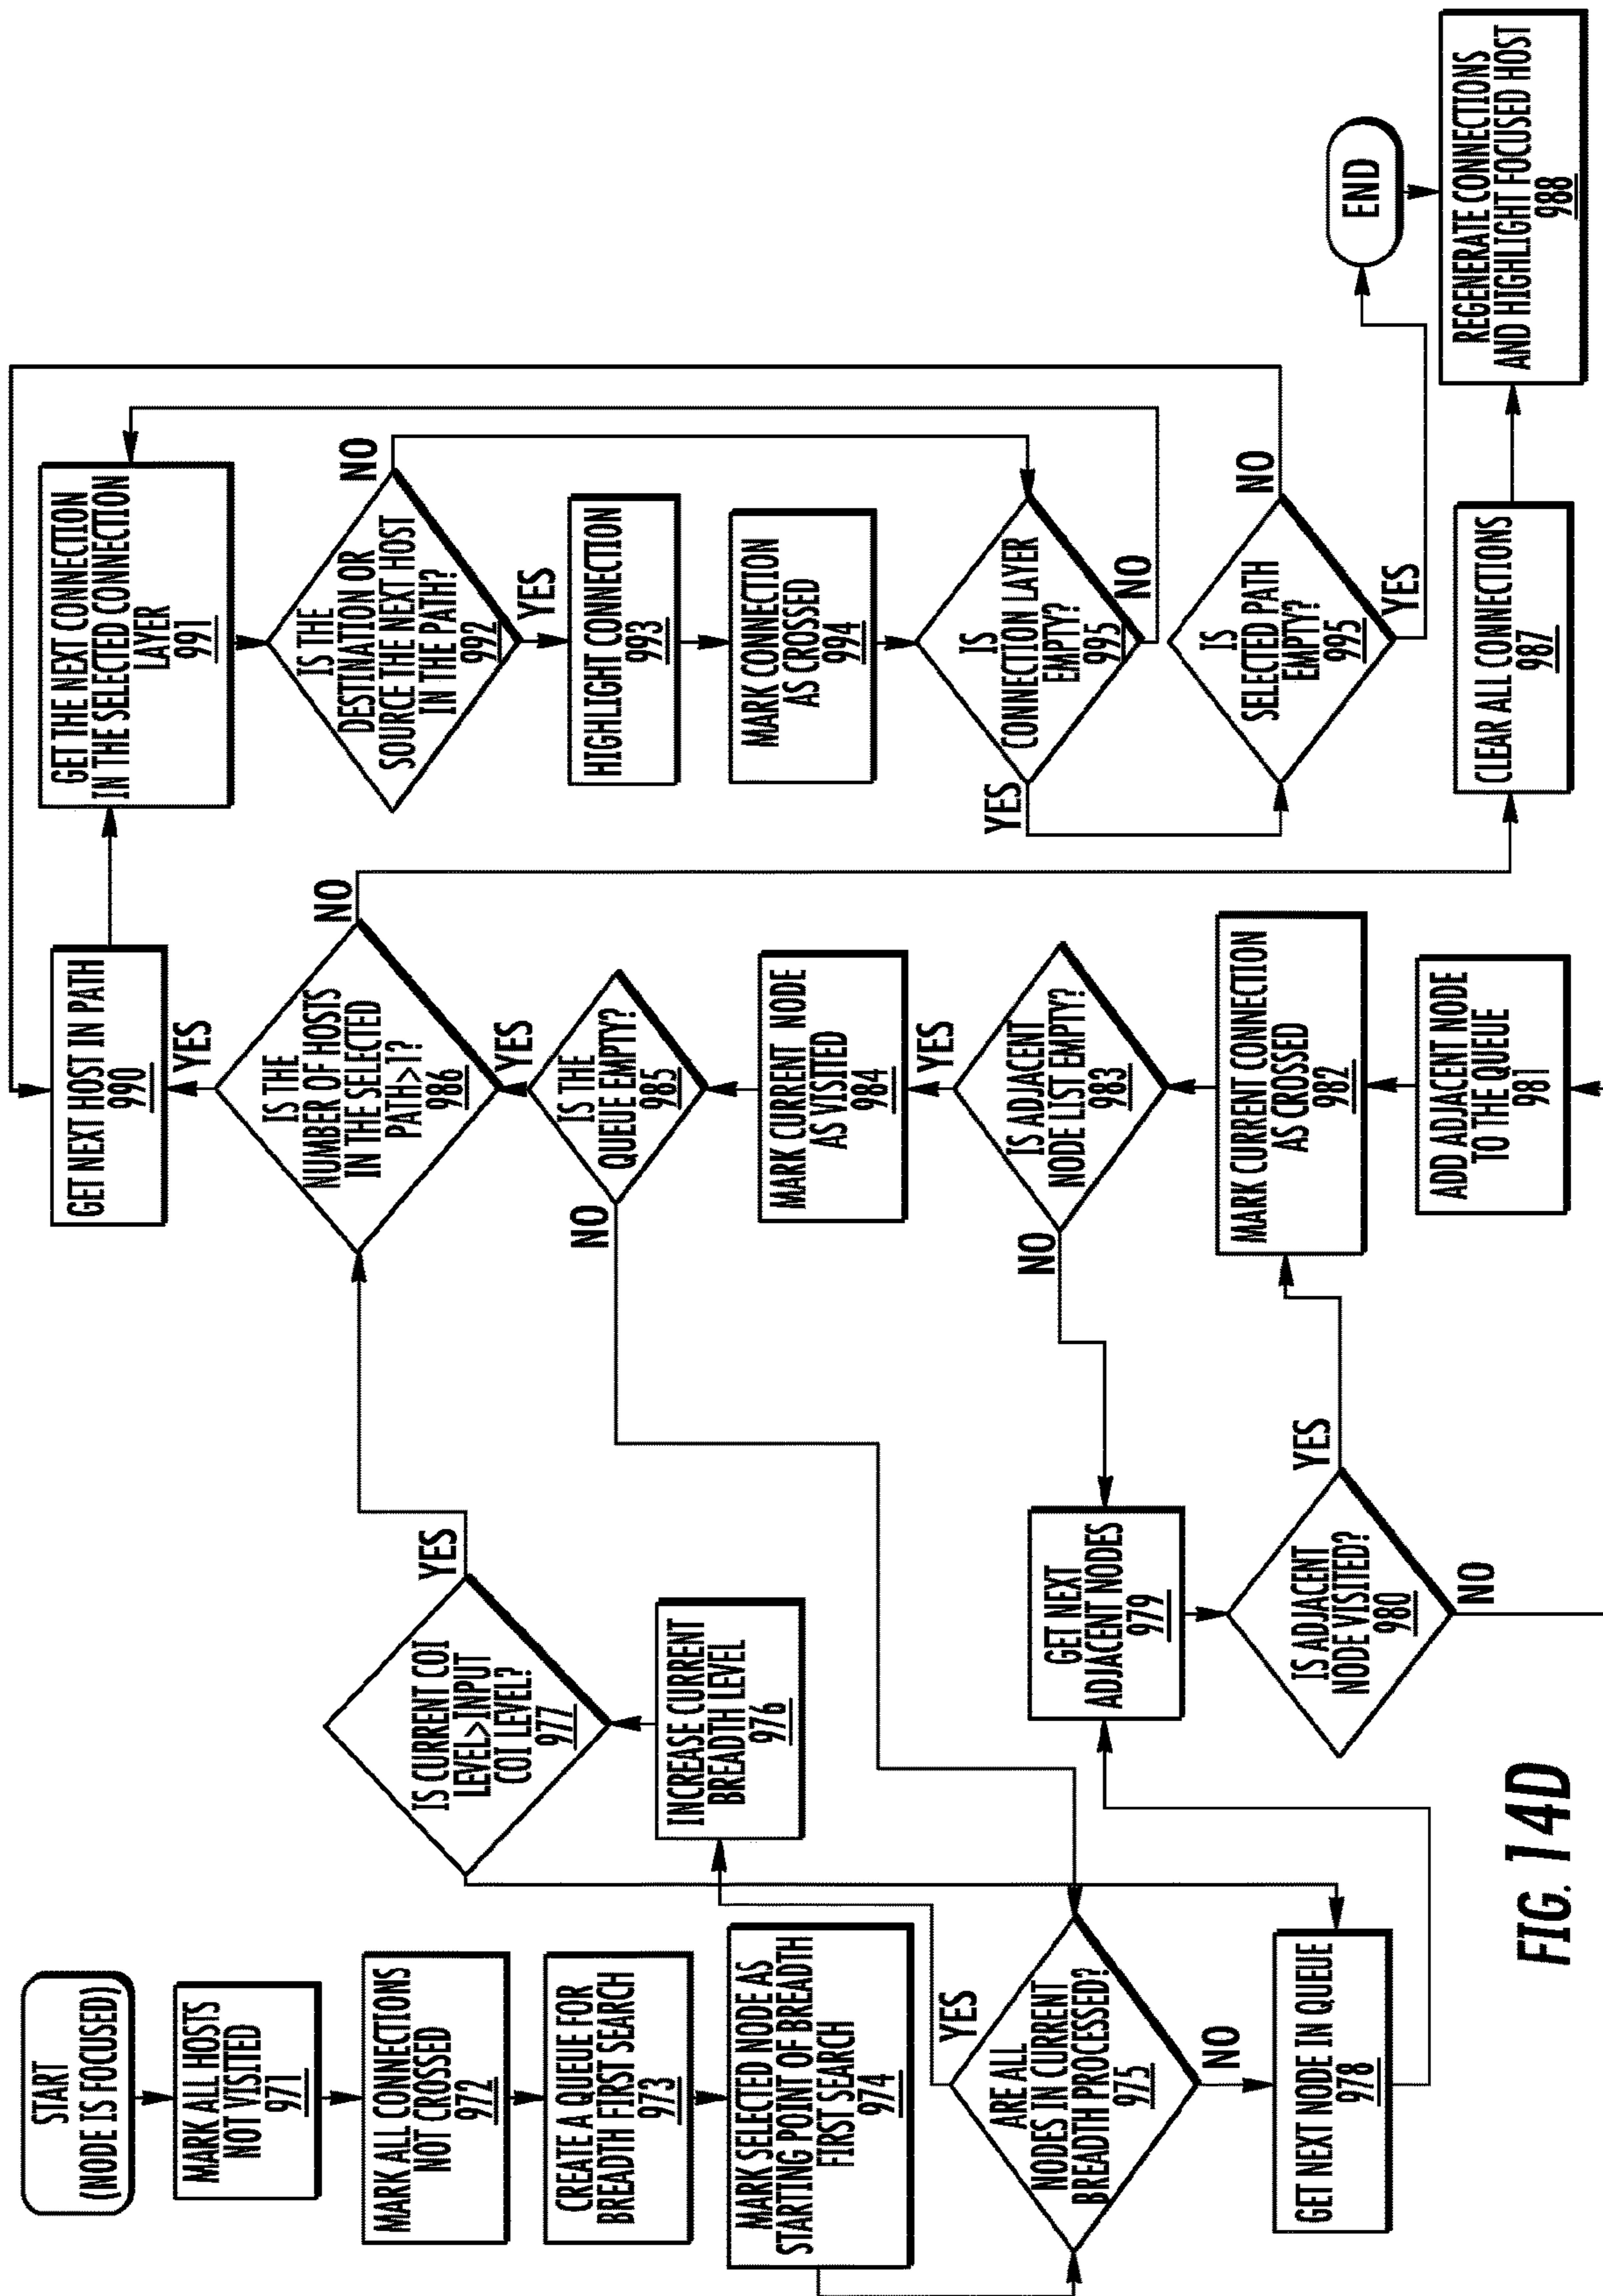 START
(NODE IS FOCUSED)
MARK ALL HOSTS
NOT VISITED
971
MARK ALL CONNECTIONS
NOT CROSSED
972
CREATE A QUEUE FOR
BREADTH FIRST SEARCH
973
MARK SELECTED NODE AS
STARTING POINT OF BREADTH
FIRST SEARCH
974
ARE ALL
NODES IN CURRENT
BREADTH PROCESSED?
975
YES
NO
GET NEXT NODE IN QUEUE
978
IS CURRENT COI
LEVEL>INPUT
COI LEVEL?
977
YES
INCREASE CURRENT
BREADTH LEVEL
976
GET NEXT
ADJACENT NODES
979
IS ADJACENT
NODE VISITED?
980
YES
NO
GET NEXT HOST IN PATH
990
YES
IS THE
NUMBER OF HOSTS
IN THE SELECTED
PATH>1?
986
NO
YES
IS THE
QUEUE EMPTY?
985
NO
MARK CURRENT NODE
AS VISITED
984
YES
IS ADJACENT
NODE LIST EMPTY?
983
NO
MARK CURRENT CONNECTION
AS CROSSED
982
ADD ADJACENT NODE
TO THE QUEUE
981
GET THE NEXT CONNECTION
IN THE SELECTED CONNECTION
LAYER
991
IS THE
DESTINATION OR
SOURCE THE NEXT HOST
IN THE PATH?
992
NO
YES
HIGHLIGHT CONNECTION
993
MARK CONNECTION
AS CROSSED
994
IS
CONNECTION LAYER
EMPTY?
995
YES
NO
IS
SELECTED PATH
EMPTY?
995
NO
YES
CLEAR ALL CONNECTIONS
987
END
REGENERATE CONNECTIONS
AND HIGHLIGHT FOCUSED HOST
988
FIG. 14D